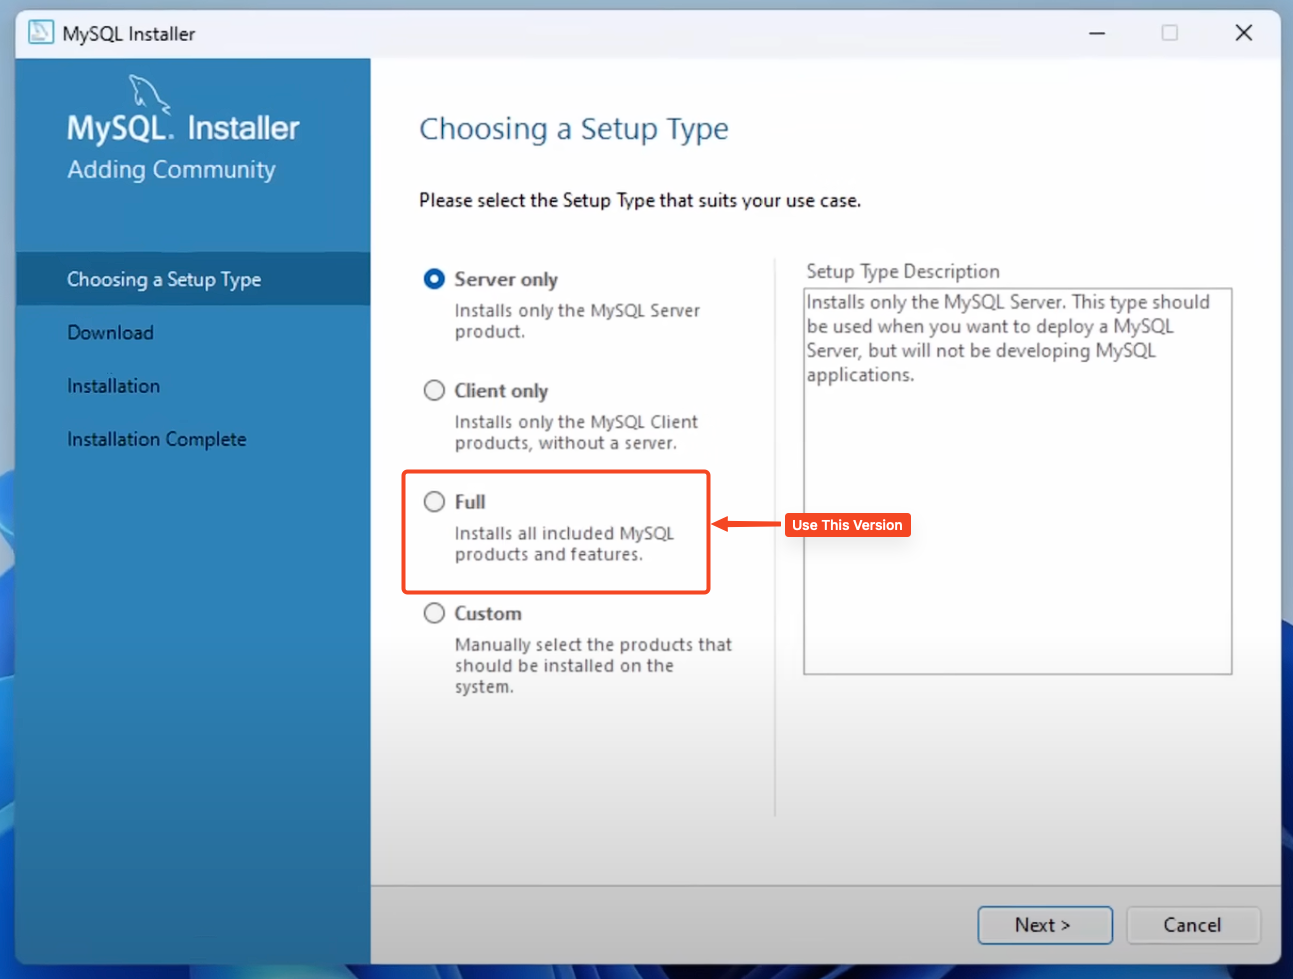 MySQL Installer
MySQL. Installer
Adding Community
Choosing a Setup Type
Download
Installation
Installation Complete
Choosing a Setup Type
Please select the Setup Type that suits your use case.
Server only
Installs only the MySQL Server
product.
Client only
Installs only the MySQL Client
products, without a server.
Full
Installs all included MySQL
products and features.
Use This Version
Custom
Manually select the products that
should be installed on the
system.
Setup Type Description
Installs only the MySQL Server. This type should
be used when you want to deploy a MySQL
Server, but will not be developing MySQL
applications.
Next >
Cancel